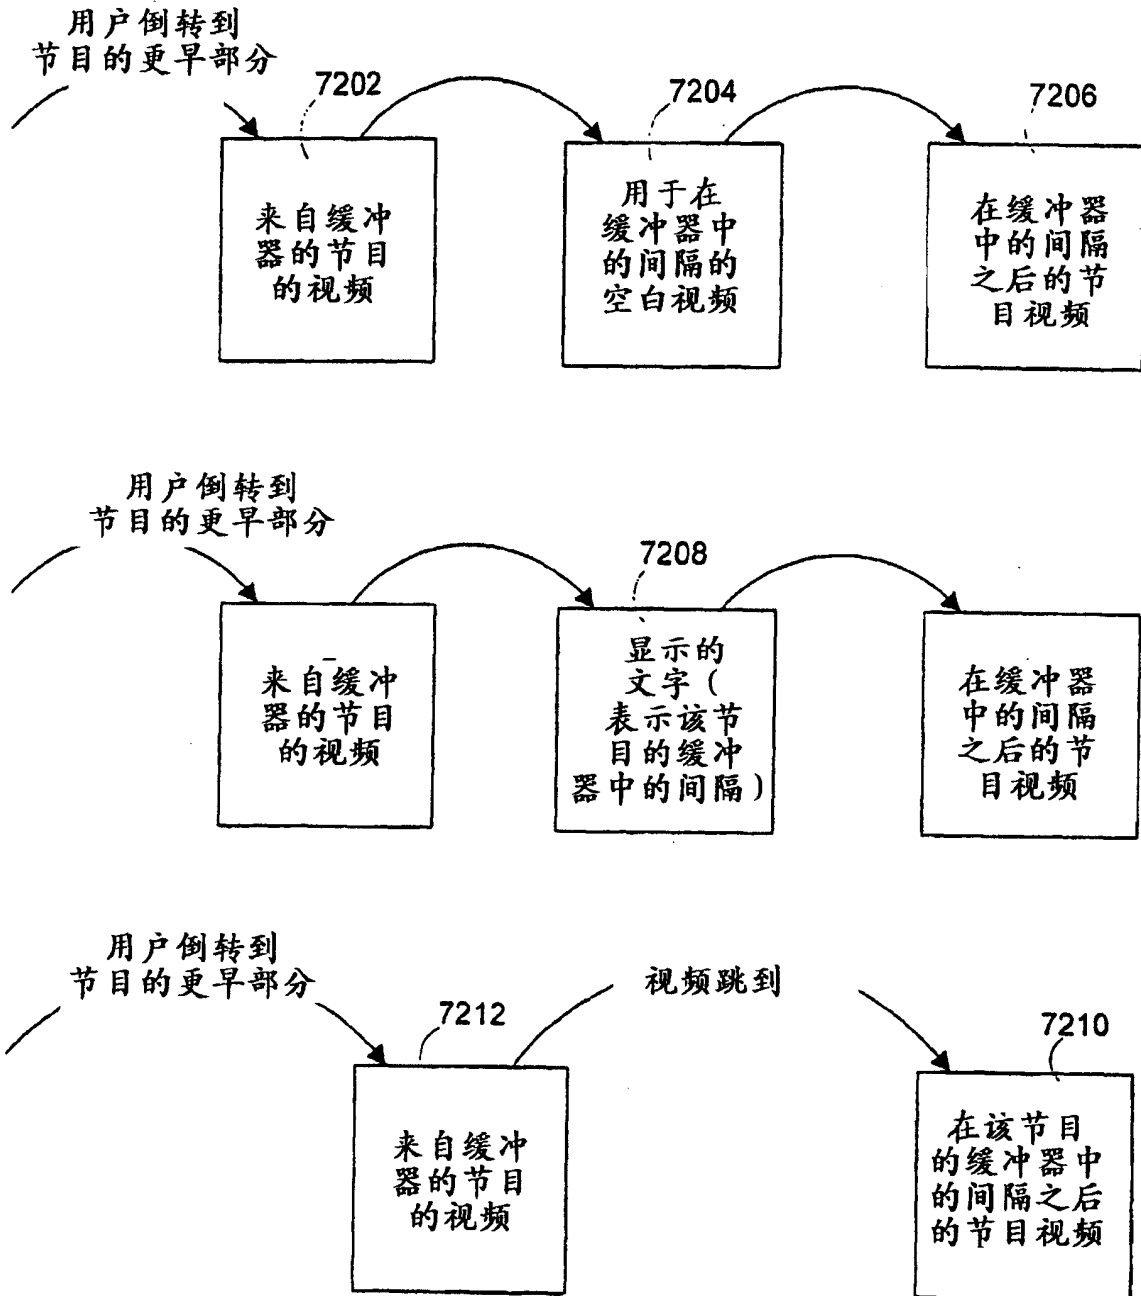 用户倒转到
节目的更早部分
7202
7204
7206
来自缓冲
器的节目
的视频
用于在
缓冲器中
的间隔的
空白视频
在缓冲器
中的间隔
之后的节
目视频
用户倒转到
节目的更早部分
7208
来自缓冲
器的节目
的视频
显示的
文字（
表示该节
目的缓冲
器中的间隔）
在缓冲器
中的间隔
之后的节
目视频
用户倒转到
节目的更早部分
视频跳到
7212
7210
来自缓冲
器的节目
的视频
在该节目
的缓冲器中
的间隔之后
的节目视频